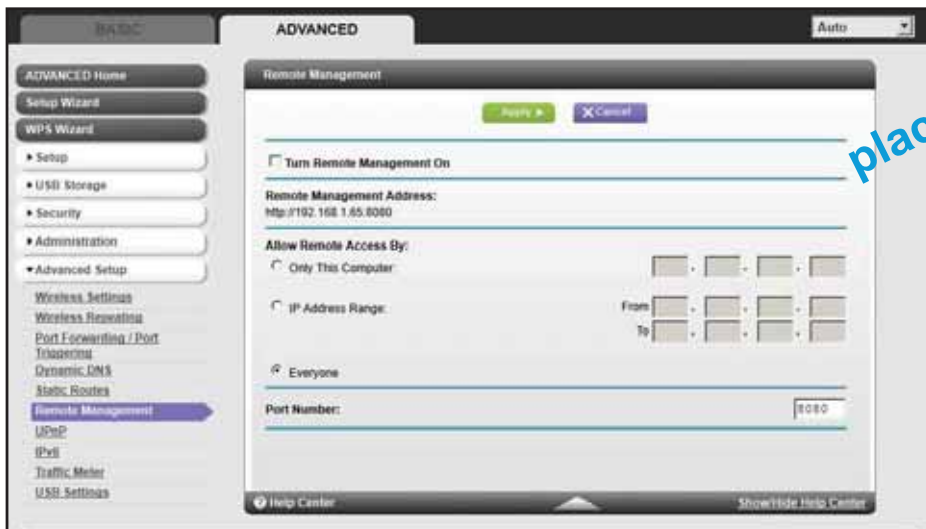 BASIC
ADVANCED
Auto
ADVANCED Home
Setup Wizard
WPS Wizard
Setup
USB Storage
Security
Administration
Advanced Setup
Wireless Settings
Wireless Repeating
Port Forwarding / Port
Triggering
Dynamic DNS
Static Routes
Remote Management
UPnP
IPv6
Traffic Meter
USB Settings
Remote Management
Apply
Cancel
Turn Remote Management On
Remote Management Address:
http://192.168.1.65:8080
Allow Remote Access By:
Only This Computer:
IP Address Range:
From
To
Everyone
Port Number:
8080
Help Center
Show/Hide Help Center
plac